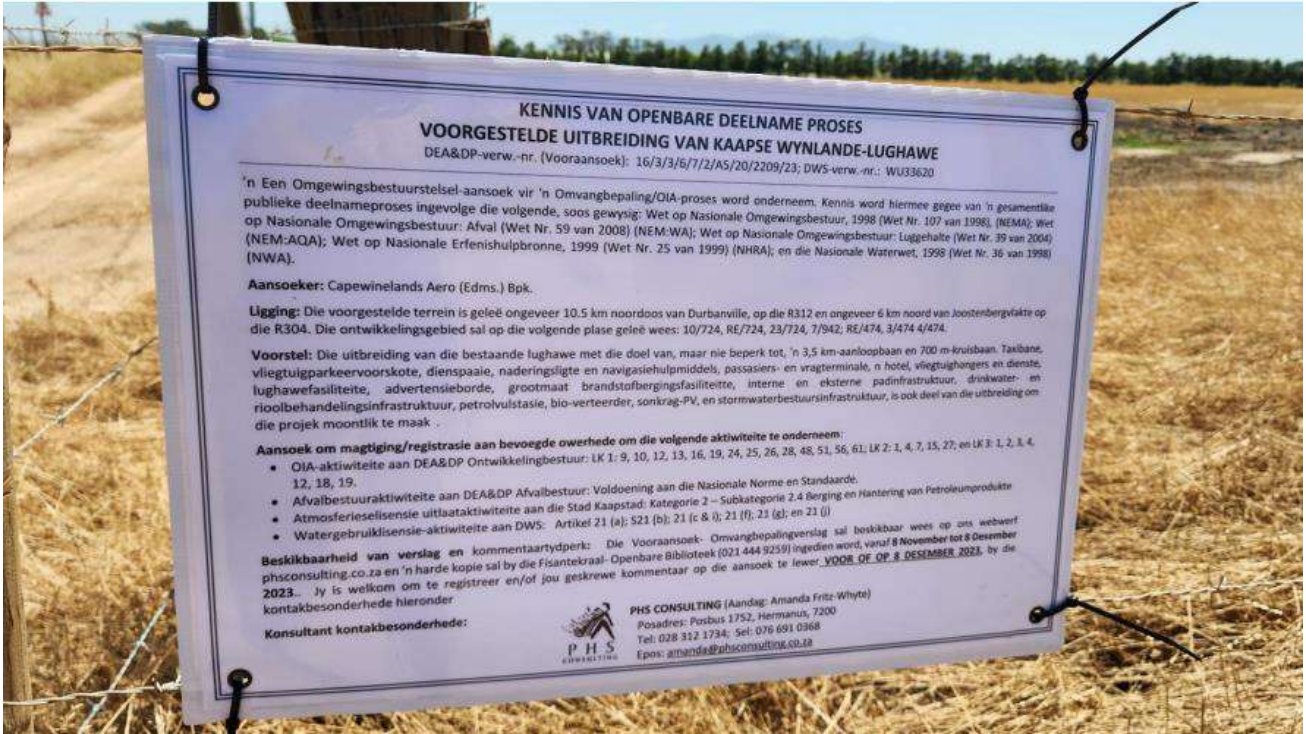 KENNIS VAN OPENBARE DEELNAME PROSES
VOORGESTELDE UITBREIDING VAN KAAPSE WYNLANDE-LUGHAWE
DEA&DP-verw.-nr. (Vooraansoek): 16/3/3/6/7/2/A5/20/2209/23; DWS-verw.-nr.: WU33620
'n Een Omgewingsbestuurstelsel-aansoek vir 'n Omvangbepaling/OIA-proses word onderneem. Kennis word hiermee gegee van 'n gesamentlike
publieke deelnameproses ingevolge die volgende, soos gewysig: Wet op Nasionale Omgewingsbestuur, 1998 (Wet Nr. 107 van 1998), (NEMA); Wet
op Nasionale Omgewingsbestuur: Afval (Wet Nr. 59 van 2008) (NEM:WA); Wet op Nasionale Omgewingsbestuur: Luggehalte (Wet Nr. 39 van 2004)
(NEM:AQA); Wet op Nasionale Erfenishulpbronne, 1999 (Wet Nr. 25 van 1999) (NHRA); en die Nasionale Waterwet, 1998 (Wet Nr. 36 van 1998)
(NWA).
Aansoeker: Capewinelands Aero (Edms.) Bpk.
Ligging: Die voorgestelde terrein is geleë ongeveer 10.5 km noordoos van Durbanville, op die R312 en ongeveer 6 km noord van Joostenbergvlakte op
die R304. Die ontwikkelingsgebied sal op die volgende plase geleë wees: 10/724, RE/724, 23/724, 7/942; RE/474, 3/474 4/474.
Voorstel: Die uitbreiding van die bestaande lughawe met die doel van, maar nie beperk tot, 'n 3,5 km-aanloopbaan en 700 m-kruisbaan. Taxibane,
vliegtuigparkeervoorskote, dienspaaie, naderingsligte en navigasiehulpmiddels, passasiers- en vragterminale, n hotel, vliegtuighangers en dienste,
lughawefasiliteite, advertensieborde, grootmaat brandstofbergingsfasiliteitte, interne en eksterne padinfrastruktuur, drinkwater- en
rioolbehandelingsinfrastruktuur, petrolvulstasie, bio-verteerder, sonkrag-PV, en stormwaterbestuursinfrastruktuur, is ook deel van die uitbreiding om
die projek moontlik te maak .
Aansoek om magtiging/registrasie aan bevoegde owerhede om die volgende aktiwiteite te onderneem:
• OIA-aktiwiteite aan DEA&DP Ontwikkelingbestuur: LK 1: 9, 10, 12, 13, 16, 19, 24, 25, 26, 28, 48, 51, 56, 61; LK 2: 1, 4, 7, 15, 27; en LK 3: 1, 2, 3, 4,
12, 18, 19.
• Afvalbestuuraktiwiteite aan DEA&DP Afvalbestuur: Voldoening aan die Nasionale Norme en Standaarde.
• Atmosferieselisensie uitlaataktiwiteite aan die Stad Kaapstad: Kategorie 2 – Subkategorie 2.4 Berging en Hantering van Petroleumprodukte
• Watergebruiklisensie-aktiwiteite aan DWS: Artikel 21 (a); S21 (b); 21 (c & i); 21 (f); 21 (g); en 21 (j)
Beskikbaarheid van verslag en kommentaartydperk: Die Vooraansoek- Omvangbepalingverslag sal beskikbaar wees op ons webwerf
phsconsulting.co.za en 'n harde kopie sal by die Fisantekraal- Openbare Biblioteek (021 444 9259) ingedien word, vanaf 8 November tot 8 Desember
2023.. Jy is welkom om te registreer en/of jou geskrewe kommentaar op die aansoek te lewer VOOR OF OP 8 DESEMBER 2023, by die
kontakbesonderhede hieronder
Konsultant kontakbesonderhede:
PHS
CONSULTING
PHS CONSULTING (Aandag: Amanda Fritz-Whyte)
Posadres: Posbus 1752, Hermanus, 7200
Tel: 028 312 1734; Sel: 076 691 0368
Epos: amanda@phsconsulting.co.za